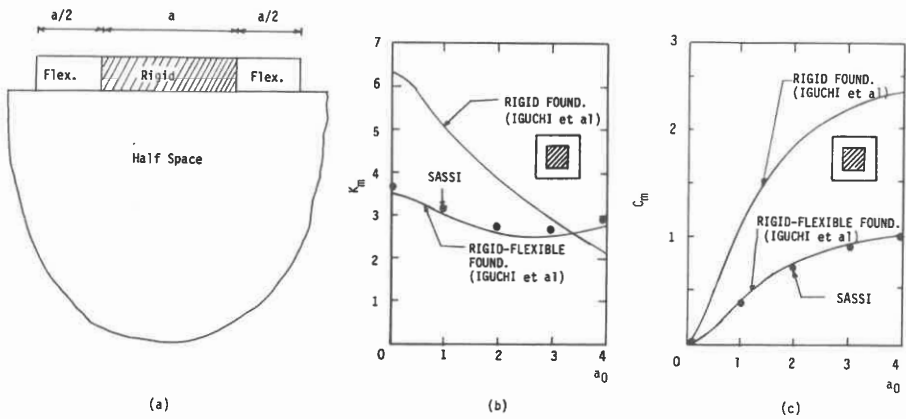 a/2 a a/2
Flex. Rigid Flex.
Half Space
(a)
7
6
5
4
3
2
1
0 1 2 3 4
K_m
a_0
RIGID FOUND.
(IGUCHI et al)
SASSI
RIGID-FLEXIBLE
FOUND.
(IGUCHI et al)
(b)
3
2
1
0 1 2 3 4
C_m
a_0
RIGID FOUND.
(IGUCHI et al)
RIGID-FLEXIBLE FOUND.
(IGUCHI et al)
SASSI
(c)